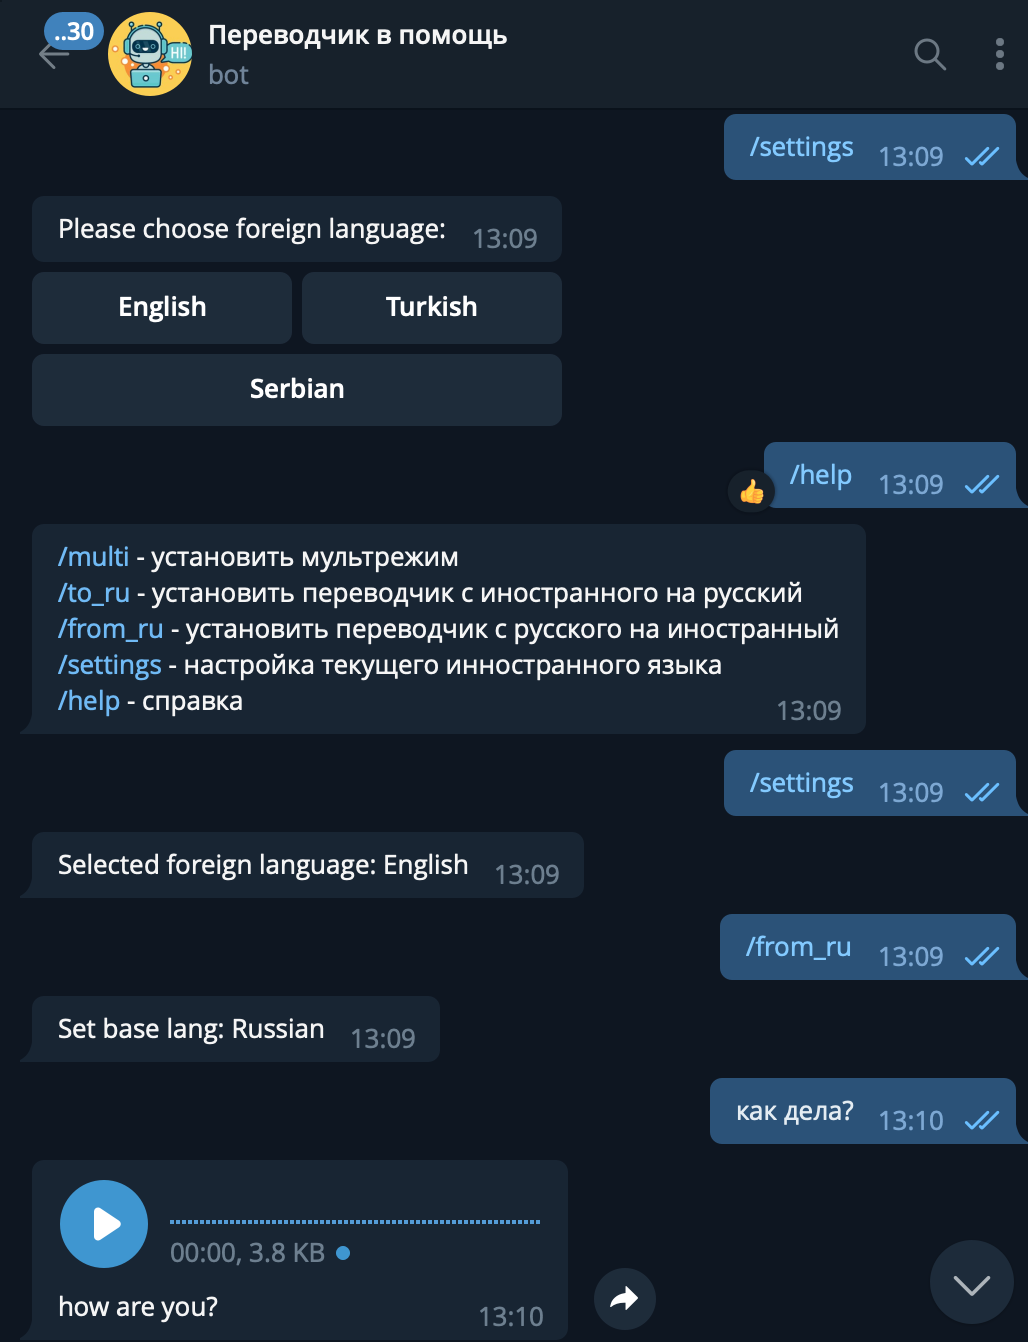 ..30
Переводчик в помощь
HI!
bot
/settings 13:09
Please choose foreign language: 13:09
English Turkish
Serbian
/help 13:09
/multi - установить мультрежим
/to_ru - установить переводчик с иностранного на русский
/from_ru - установить переводчик с русского на иностранный
/settings - настройка текущего инностранного языка
/help - справка
13:09
/settings 13:09
Selected foreign language: English 13:09
/from_ru 13:09
Set base lang: Russian 13:09
как дела? 13:10
00:00, 3.8 KB
how are you? 13:10